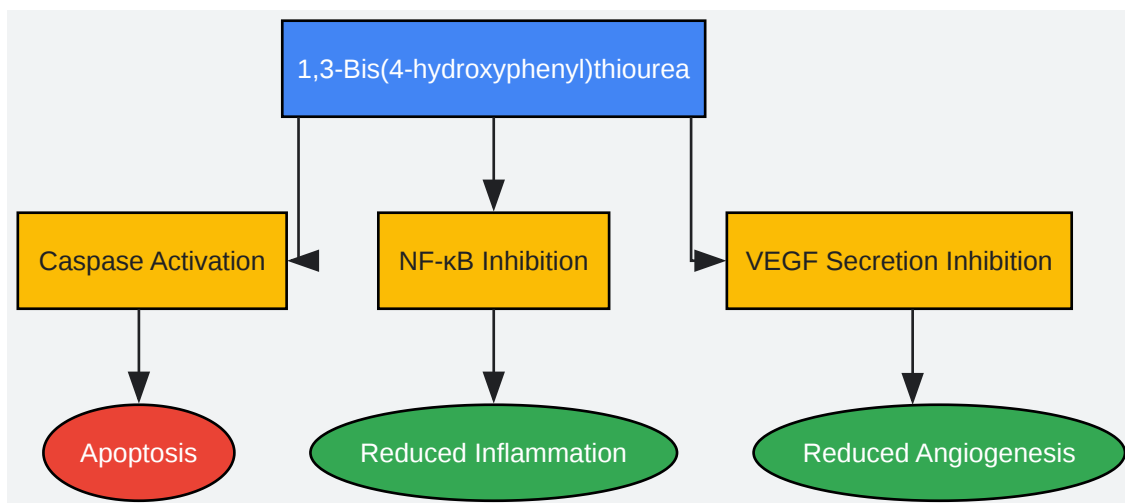 1,3-Bis(4-hydroxyphenyl)thiourea
Caspase Activation
NF-κB Inhibition
VEGF Secretion Inhibition
Apoptosis
Reduced Inflammation
Reduced Angiogenesis